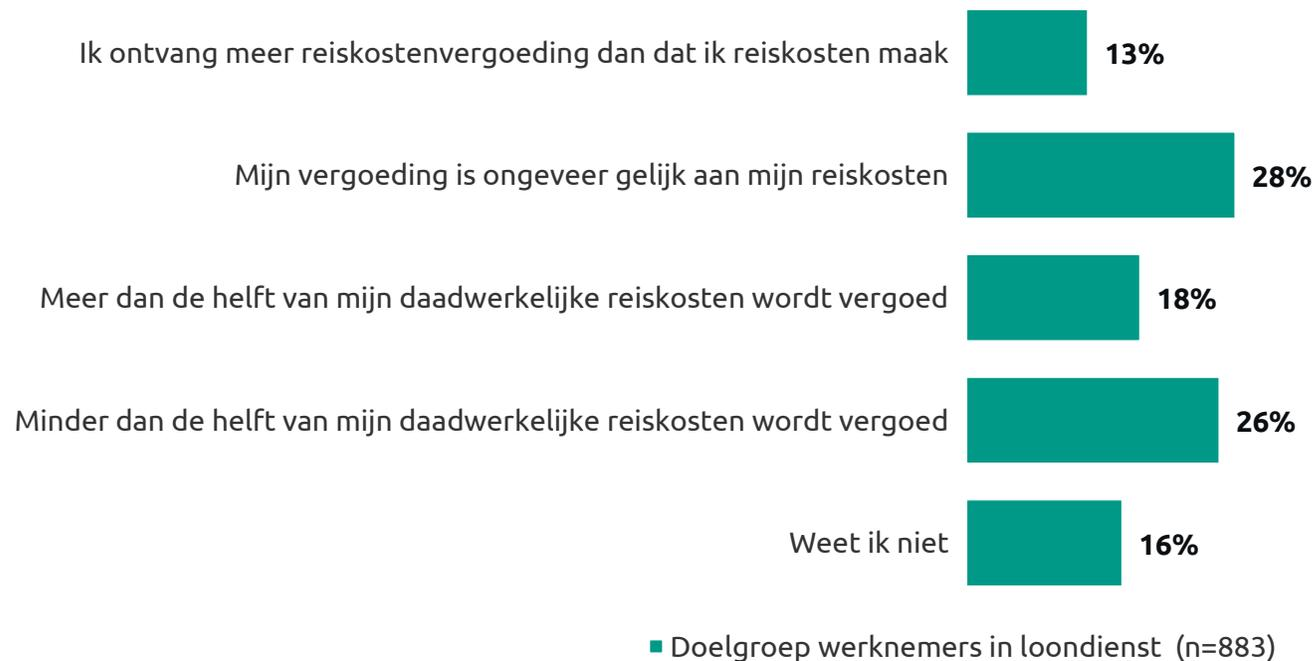 Ik ontvang meer reiskostenvergoeding dan dat ik reiskosten maak 13%
Mijn vergoeding is ongeveer gelijk aan mijn reiskosten 28%
Meer dan de helft van mijn daadwerkelijke reiskosten wordt vergoed 18%
Minder dan de helft van mijn daadwerkelijke reiskosten wordt vergoed 26%
Weet ik niet 16%
Doelgroep werknemers in loondienst (n=883)